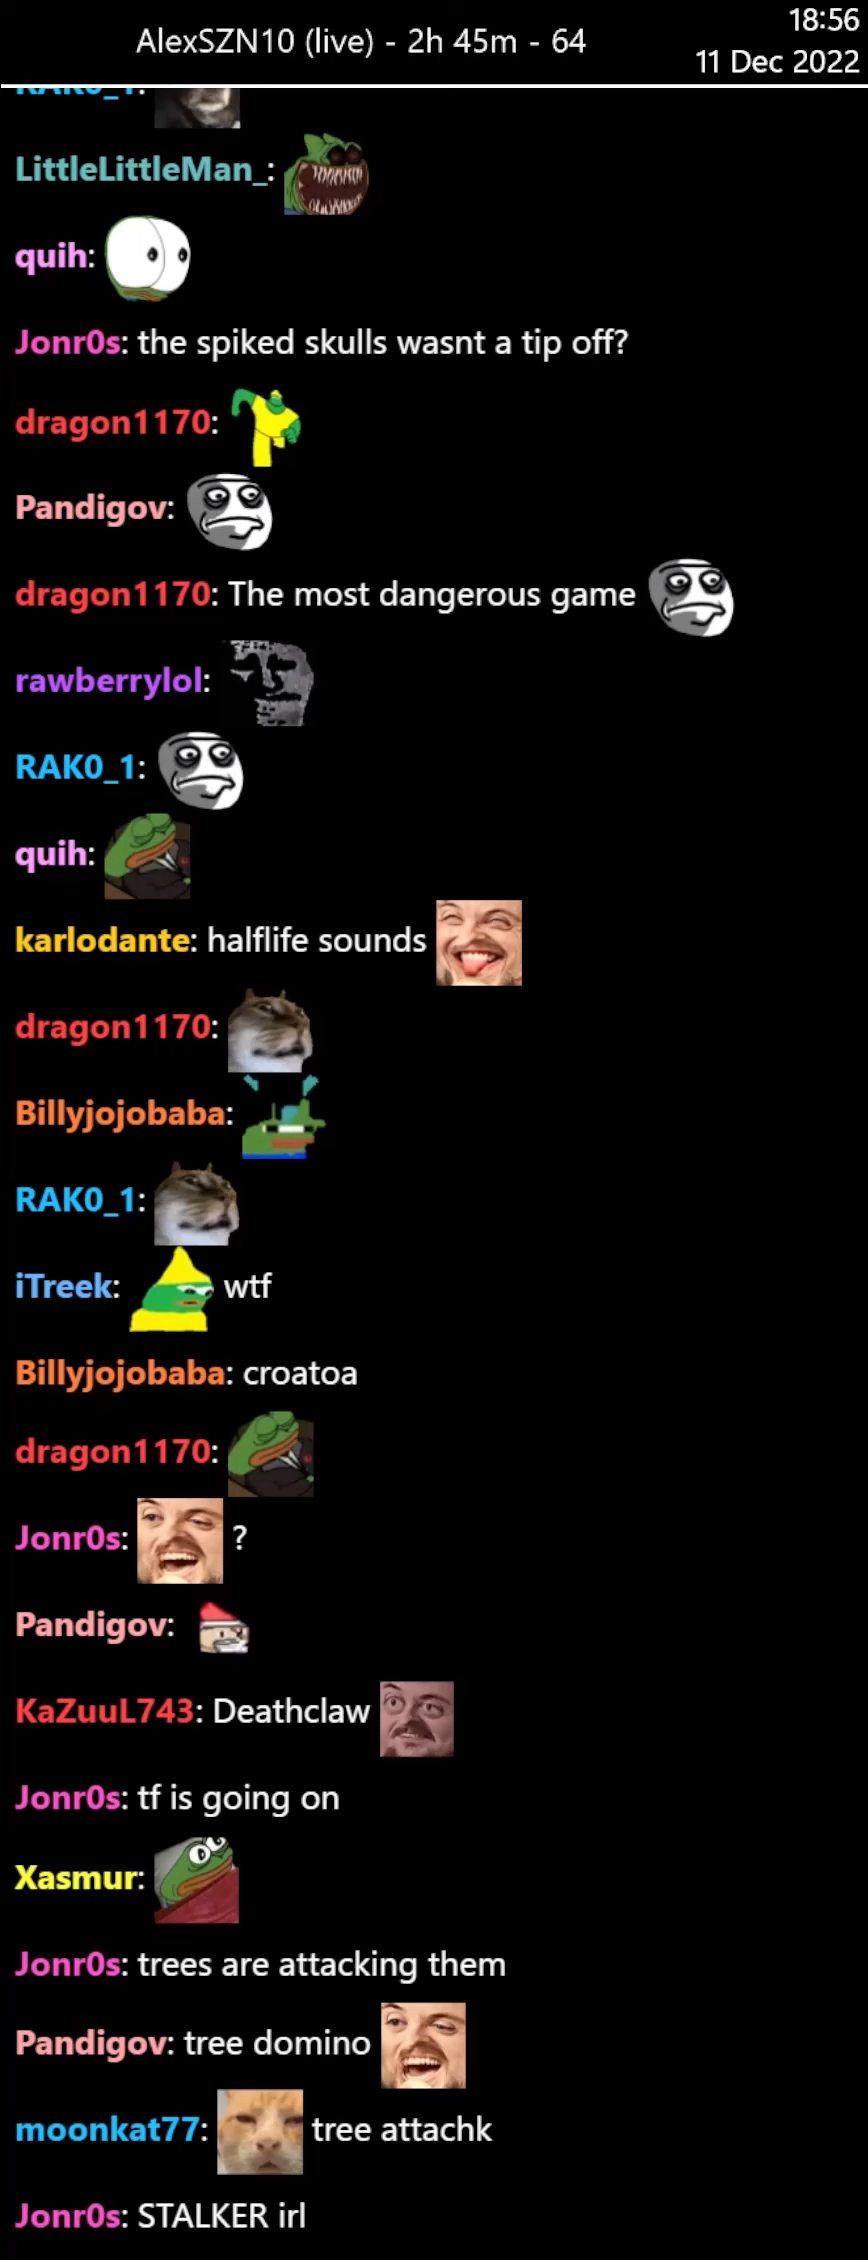 AlexSZN10 (live) - 2h 45m - 64
18:56
11 Dec 2022
RAK0_1:
LittleLittleMan_:
quih:
Jonr0s: the spiked skulls wasnt a tip off?
dragon1170:
Pandigov:
dragon1170: The most dangerous game
rawberrylol:
RAK0_1:
quih:
karlodante: halflife sounds
dragon1170:
Billyjojobaba:
RAK0_1:
iTreek: wtf
Billyjojobaba: croatoa
dragon1170:
Jonr0s: ?
Pandigov:
KaZuuL743: Deathclaw
Jonr0s: tf is going on
Xasmur:
Jonr0s: trees are attacking them
Pandigov: tree domino
moonkat77: tree attachk
Jonr0s: STALKER irl